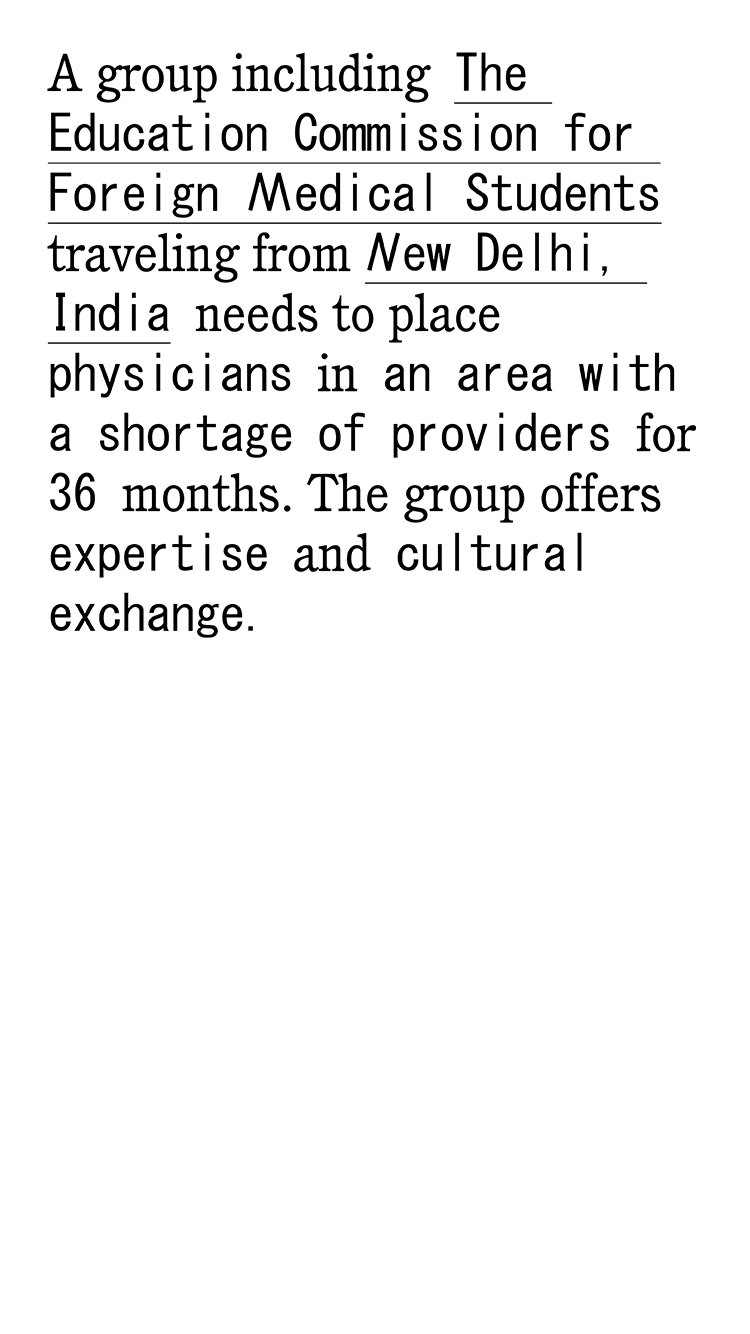 A group including The
Education Commission for
Foreign Medical Students
traveling from New Delhi,
India needs to place
physicians in an area with
a shortage of providers for
36 months. The group offers
expertise and cultural
exchange.